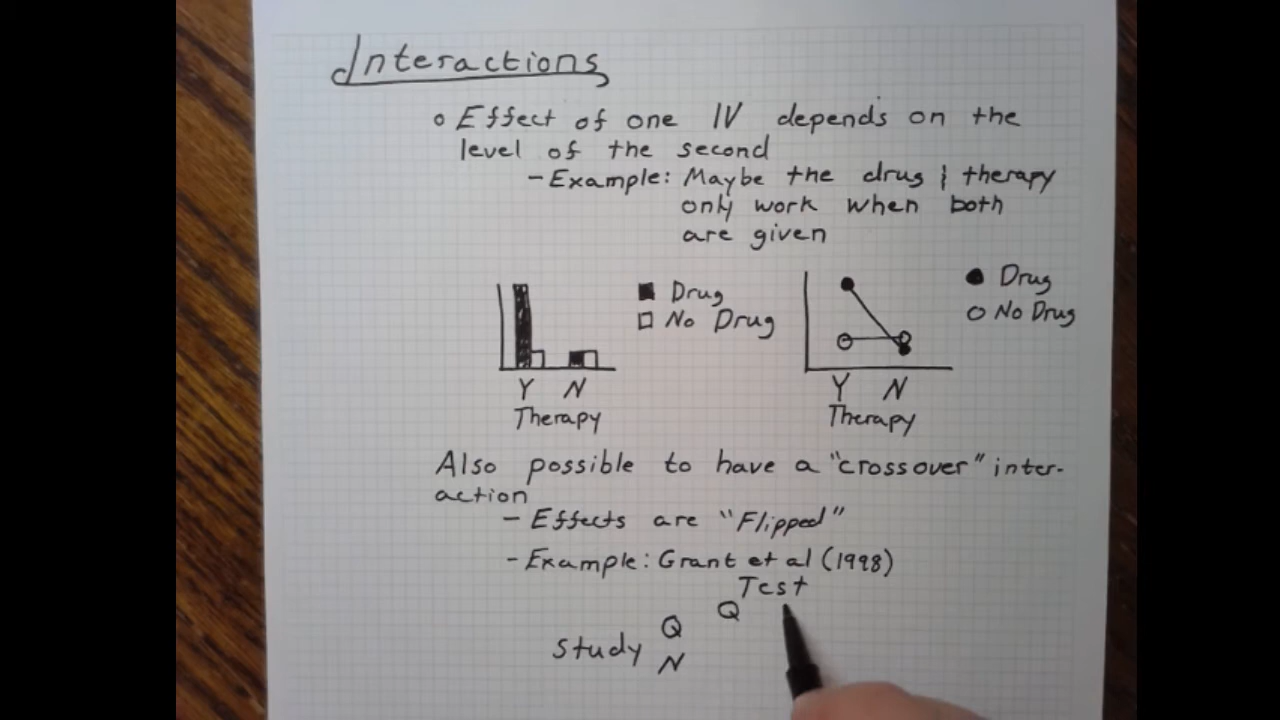 Interactions
o Effect of one IV depends on the
level of the second
- Example: Maybe the drug & therapy
only work when both
are given
Drug
No Drug
Y N
Therapy
Drug
No Drug
Y N
Therapy
Also possible to have a "crossover" inter-
action
- Effects are "Flipped"
- Example: Grant et al (1998)
Test
Q
Q
Study
N